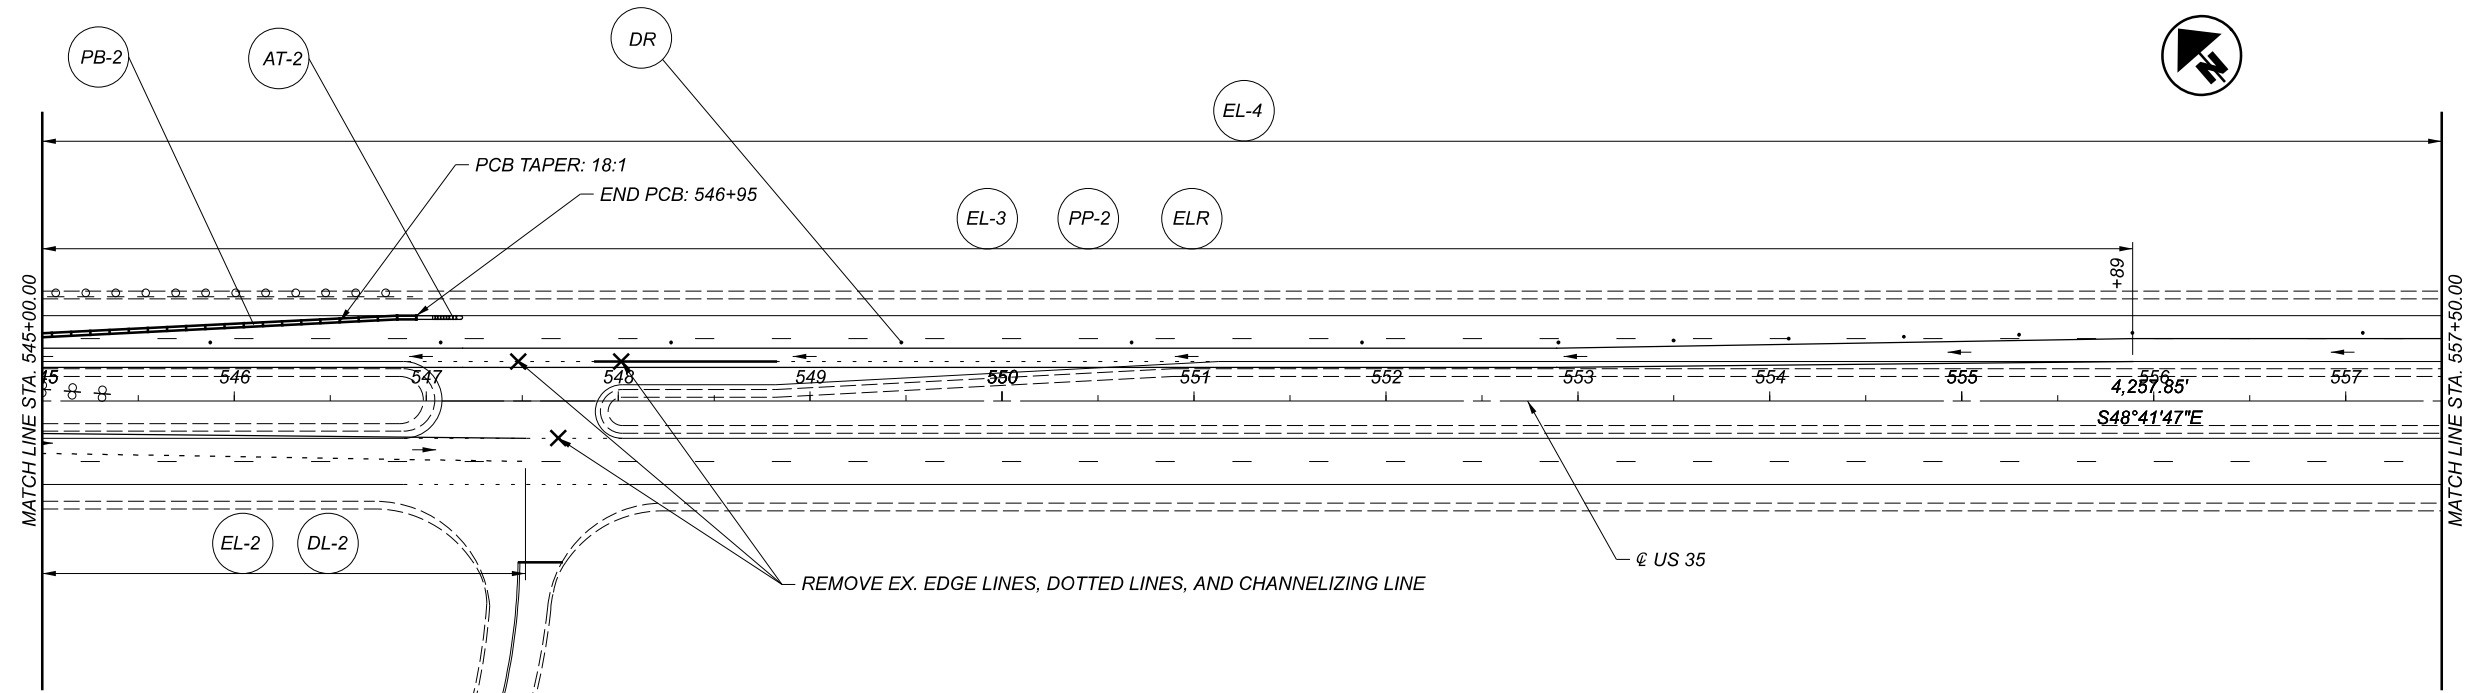 PB-2
AT-2
DR
N
EL-4
PCB TAPER: 18:1
END PCB: 546+95
EL-3
PP-2
ELR
+89
MATCH LINE STA. 545+00.00
MATCH LINE STA. 557+50.00
546
547
548
549
550
551
552
553
554
555
556
557
4,257.85'
S48°41'47"E
EL-2
DL-2
REMOVE EX. EDGE LINES, DOTTED LINES, AND CHANNELIZING LINE
℄ US 35